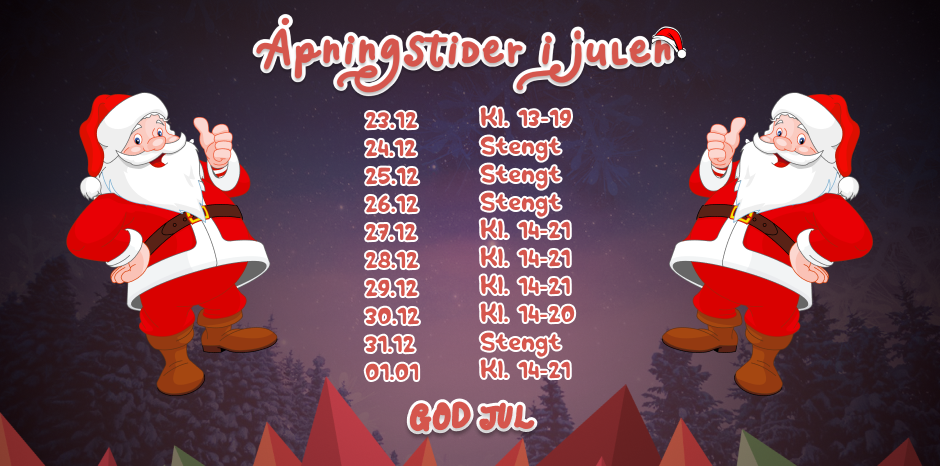 Åpningstider i julen
23.12 Kl. 13-19
24.12 Stengt
25.12 Stengt
26.12 Stengt
27.12 Kl. 14-21
28.12 Kl. 14-21
29.12 Kl. 14-21
30.12 Kl. 14-20
31.12 Stengt
01.01 Kl. 14-21
GOD JUL